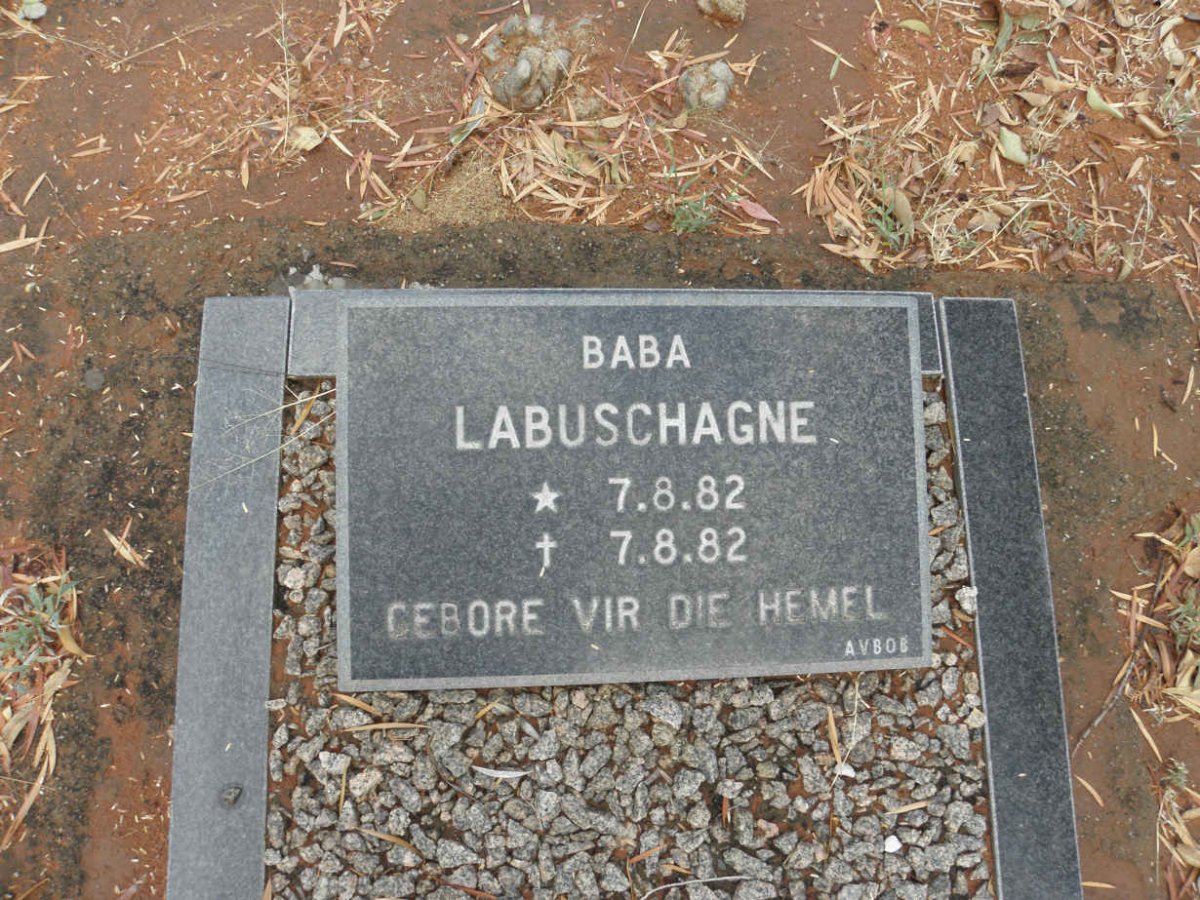 BABA
LABUSCHAGNE
★ 7.8.82
✝ 7.8.82
GEBORE VIR DIE HEMEL
AVBOB